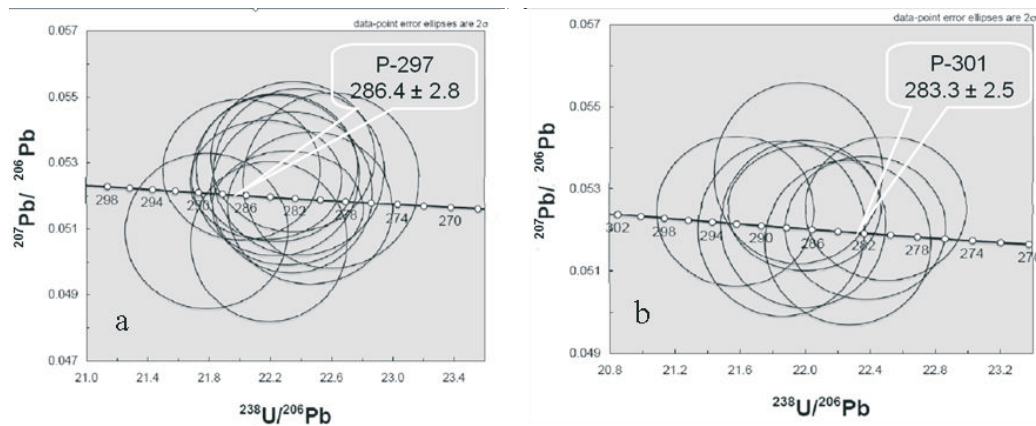 data-point error ellipses are 2σ
P-297
286.4 ± 2.8
²⁰⁷Pb/ ²⁰⁶Pb
0.057
0.055
0.053
0.051
0.049
0.047
298 294 290 286 282 278 274 270
a
21.0 21.4 21.8 22.2 22.6 23.0 23.4
²³⁸U/²⁰⁶Pb
data-point error ellipses are 2σ
P-301
283.3 ± 2.5
²⁰⁷Pb/ ²⁰⁶Pb
0.057
0.055
0.053
0.051
0.049
302 298 294 290 286 282 278 274
b
20.8 21.2 21.6 22.0 22.4 22.8 23.2
²³⁸U/²⁰⁶Pb